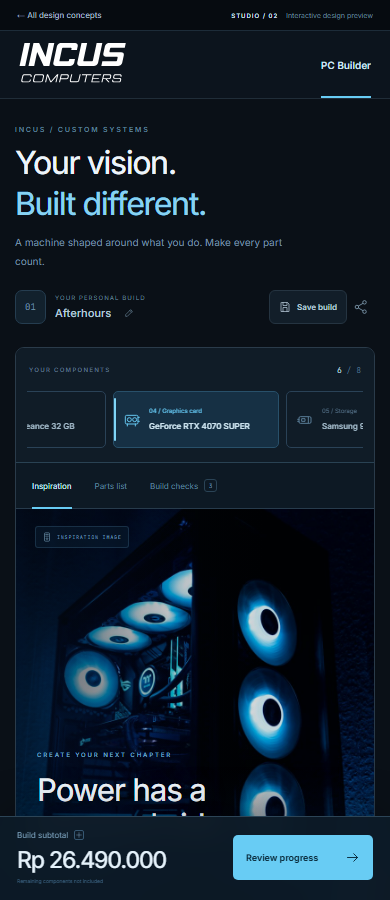 ← All design concepts
STUDIO / 02 Interactive design preview
INCUS
COMPUTERS
PC Builder
INCUS / CUSTOM SYSTEMS
Your vision.
Built different.
A machine shaped around what you do. Make every part
count.
01
YOUR PERSONAL BUILD
Afterhours
Save build
YOUR COMPONENTS
6 / 8
04 / Graphics card
GeForce RTX 4070 SUPER
32 GB
05 / Storage
Samsung
Inspiration
Parts list
Build checks 3
INSPIRATION IMAGE
CREATE YOUR NEXT CHAPTER
Power has a
Build subtotal
Rp 26.490.000
Remaining components not included
Review progress →